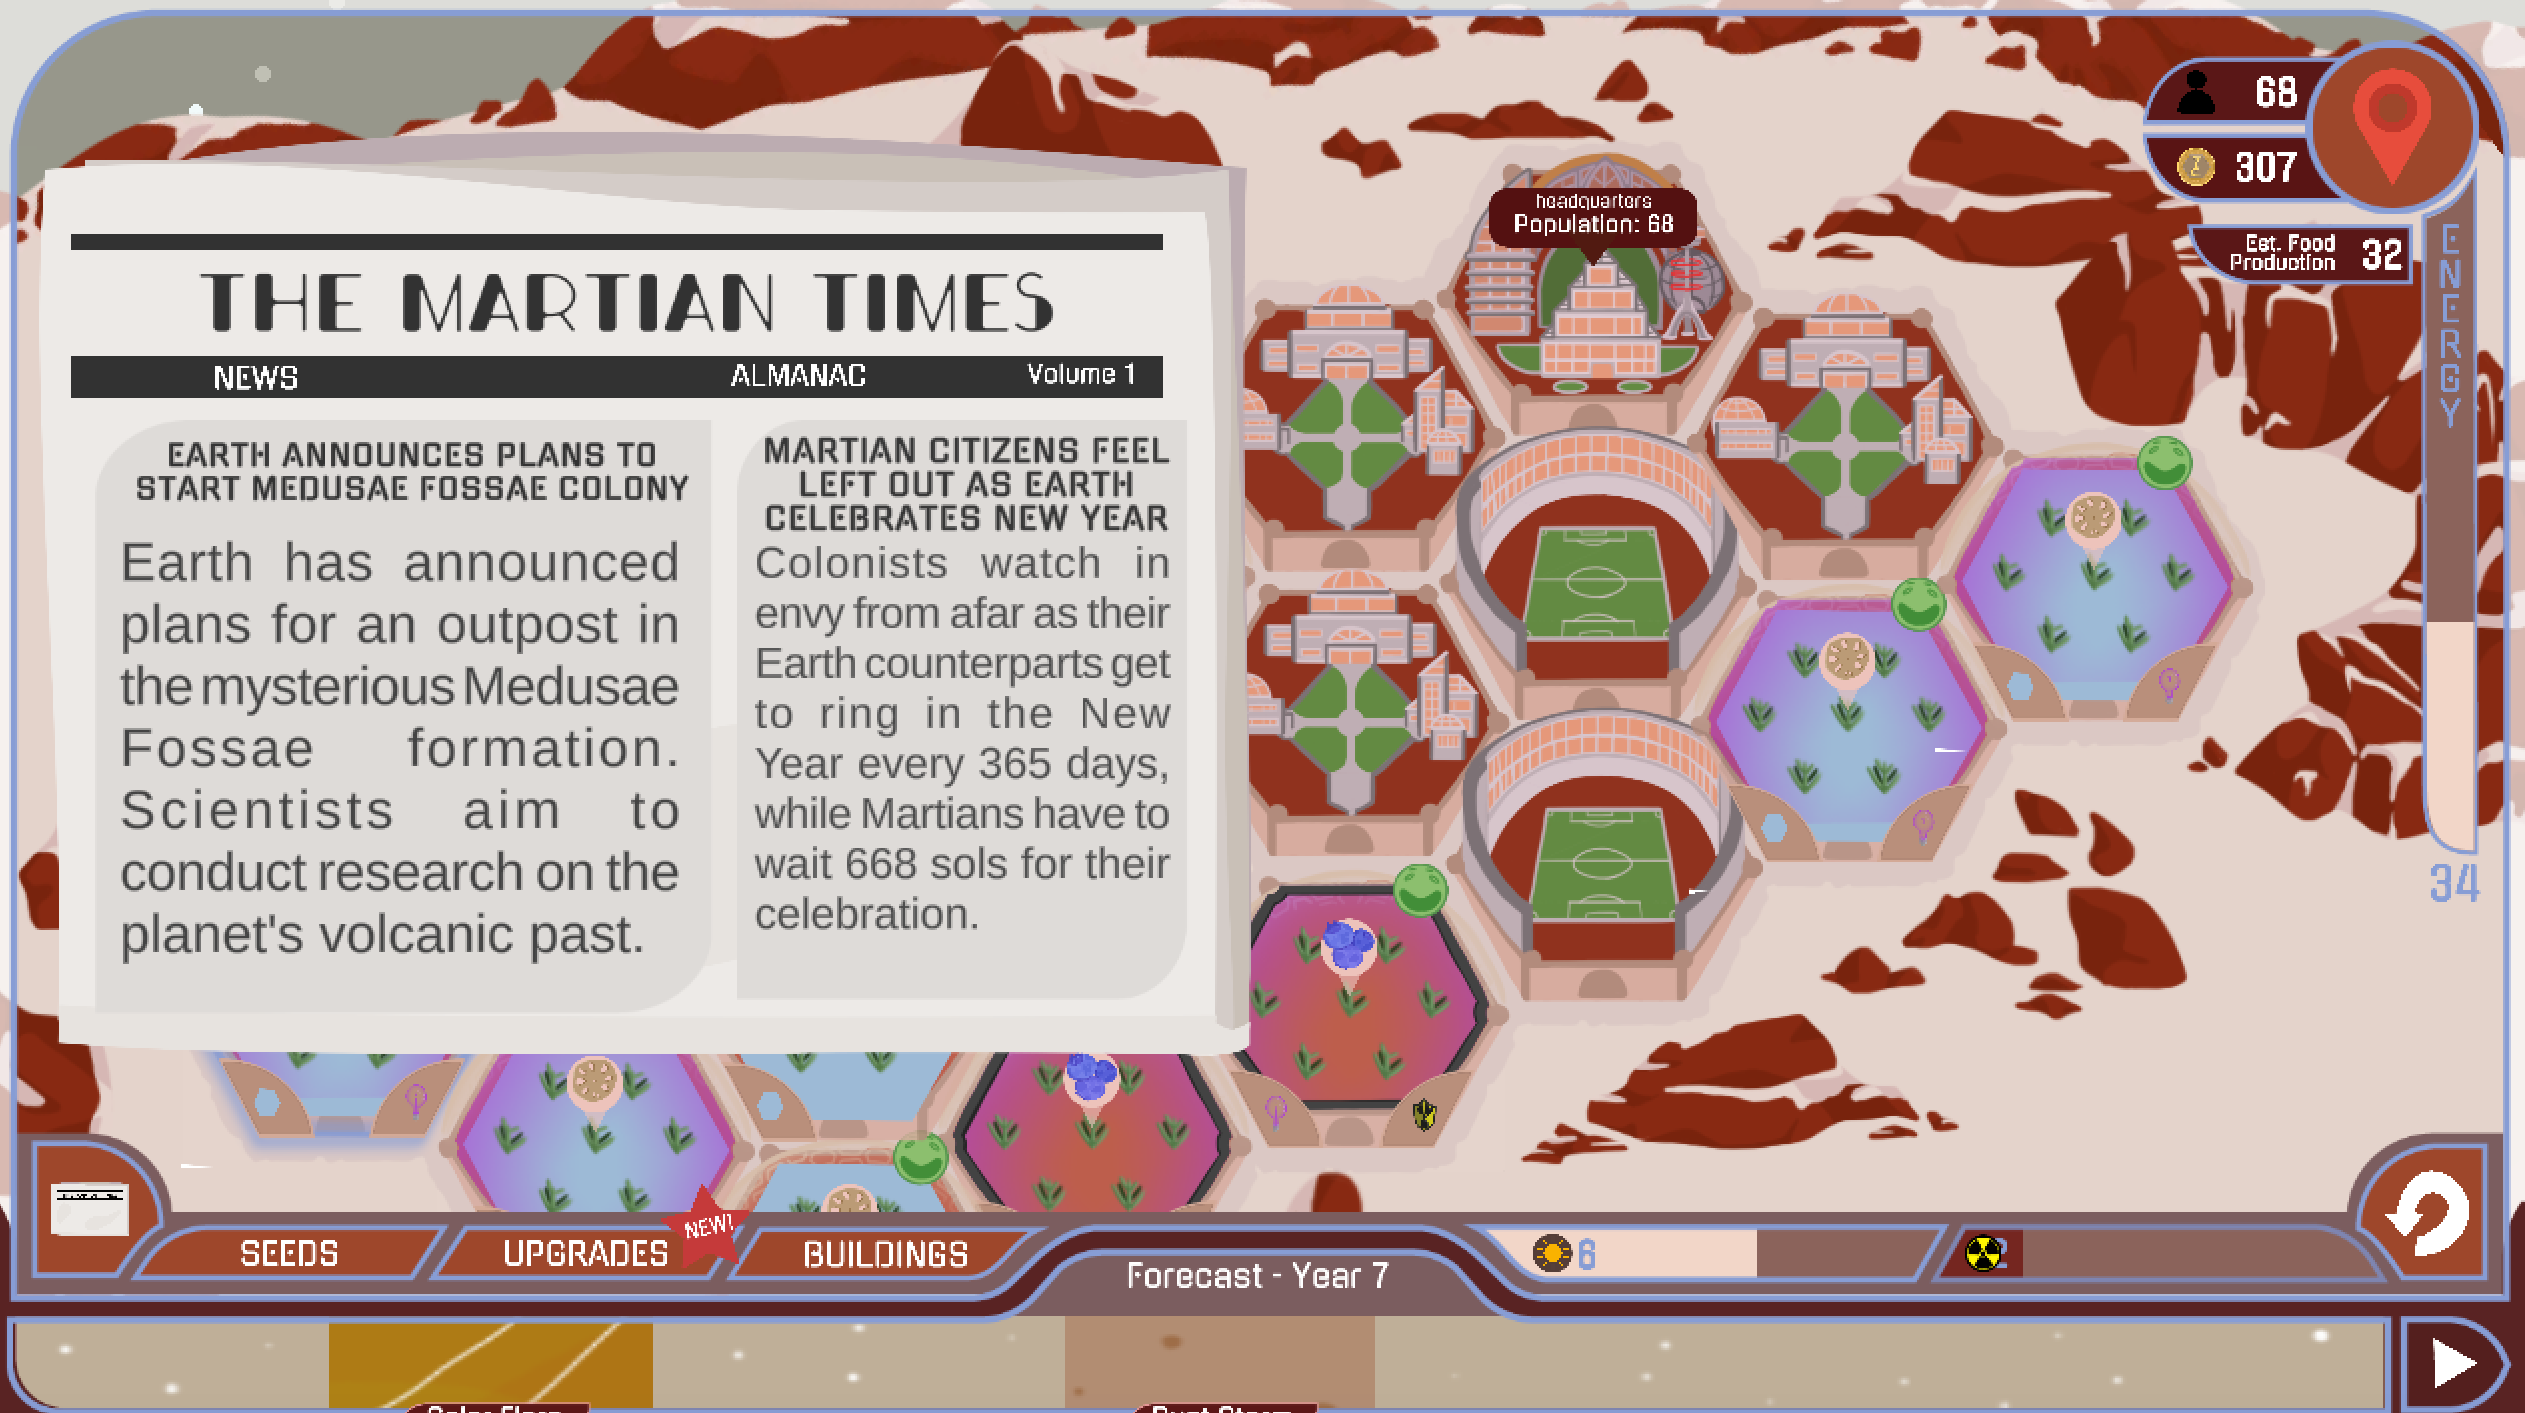 68
307
Est. Food
Production 32
ENERGY
34
headquarters
Population: 68
THE MARTIAN TIMES
NEWS ALMANAC Volume 1
EARTH ANNOUNCES PLANS TO
START MEDUSAE FOSSAE COLONY
Earth has announced
plans for an outpost in
the mysterious Medusae
Fossae formation.
Scientists aim to
conduct research on the
planet's volcanic past.
MARTIAN CITIZENS FEEL
LEFT OUT AS EARTH
CELEBRATES NEW YEAR
Colonists watch in
envy from afar as their
Earth counterparts get
to ring in the New
Year every 365 days,
while Martians have to
wait 668 sols for their
celebration.
SEEDS
UPGRADES
NEW!
BUILDINGS
Forecast - Year 7
6
2